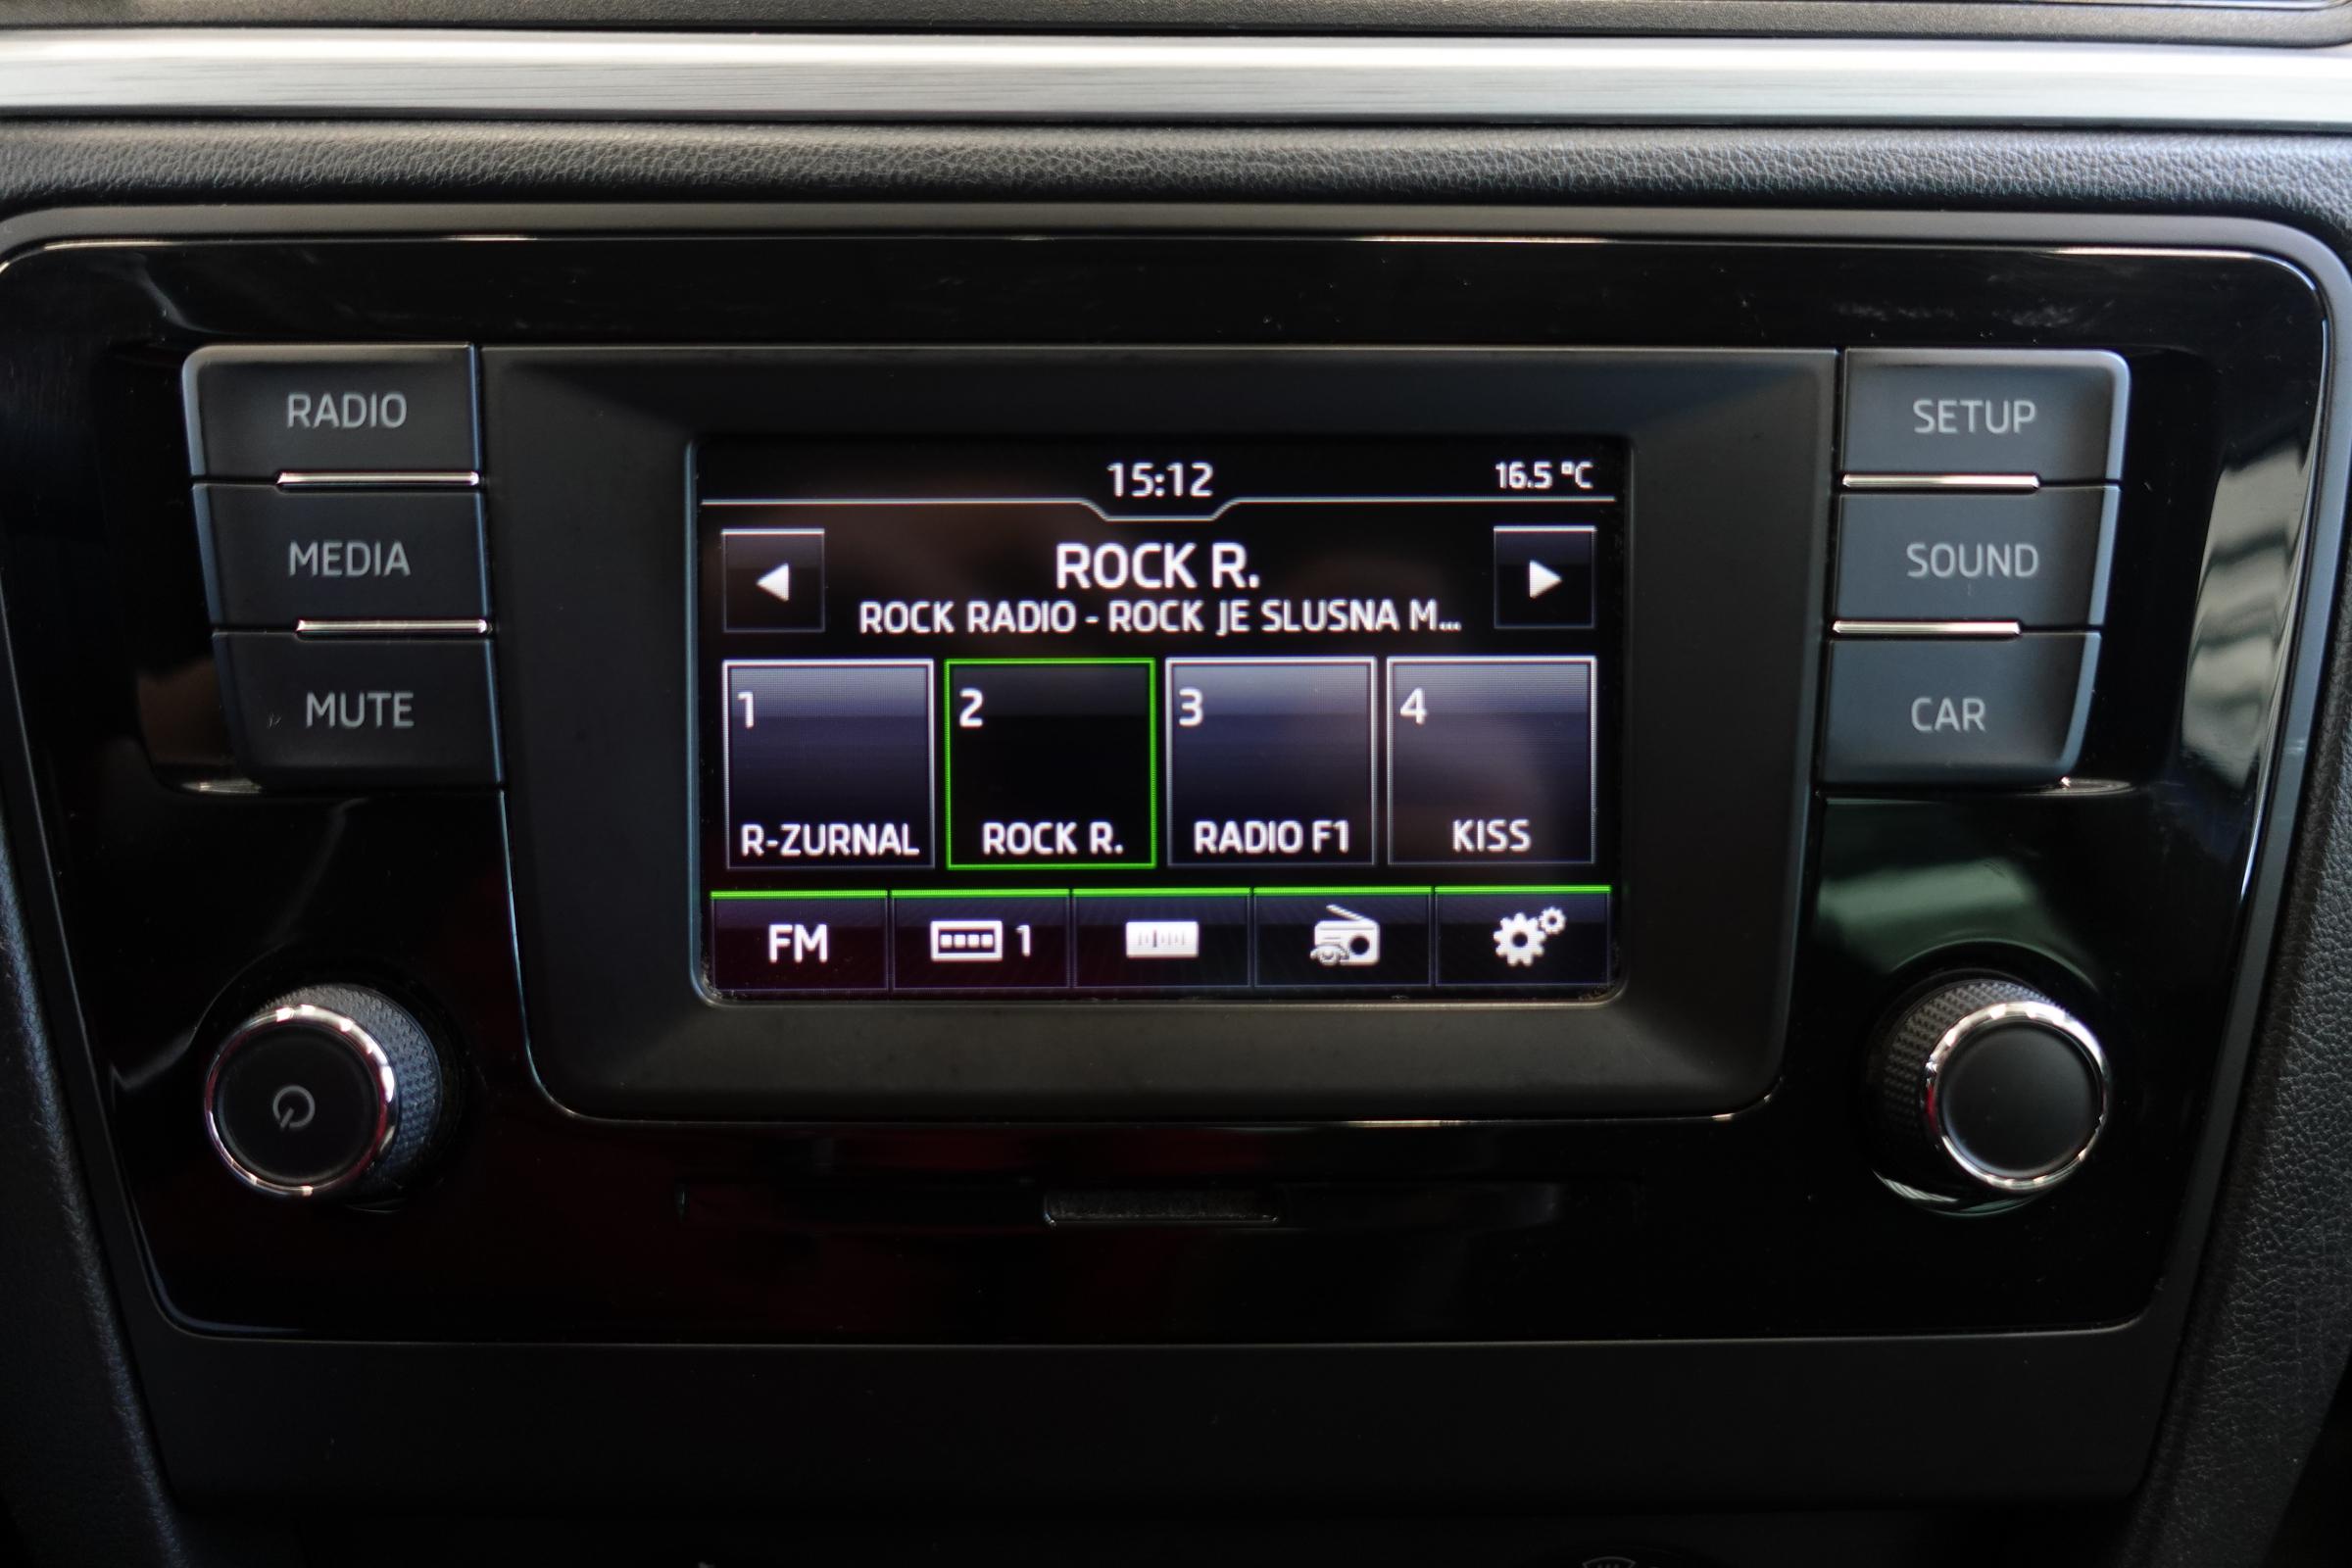 RADIO
MEDIA
MUTE
15:12
16.5 °C
ROCK R.
ROCK RADIO - ROCK JE SLUSNA M...
1
R-ZURNAL
2
ROCK R.
3
RADIO F1
4
KISS
FM
1
SETUP
SOUND
CAR